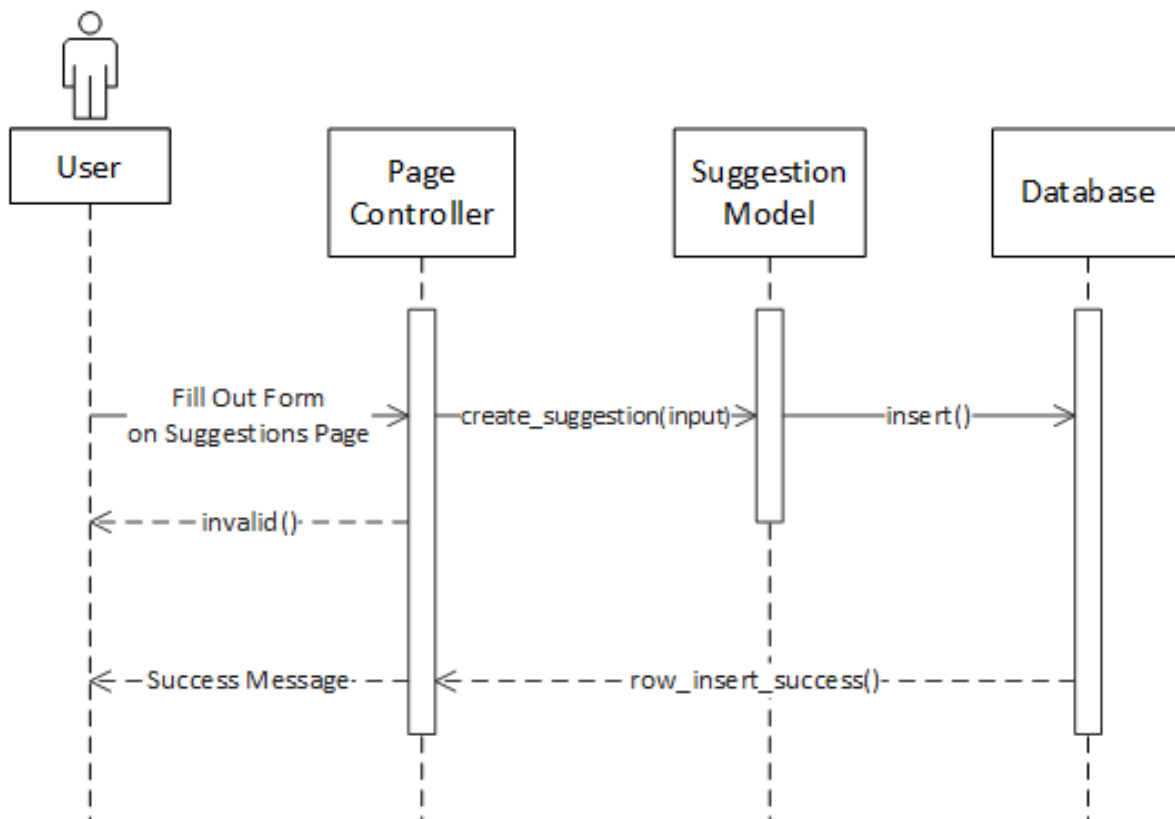 User
Page
Controller
Suggestion
Model
Database
Fill Out Form
on Suggestions Page
create_suggestion(input)
insert()
invalid()
Success Message
row_insert_success()